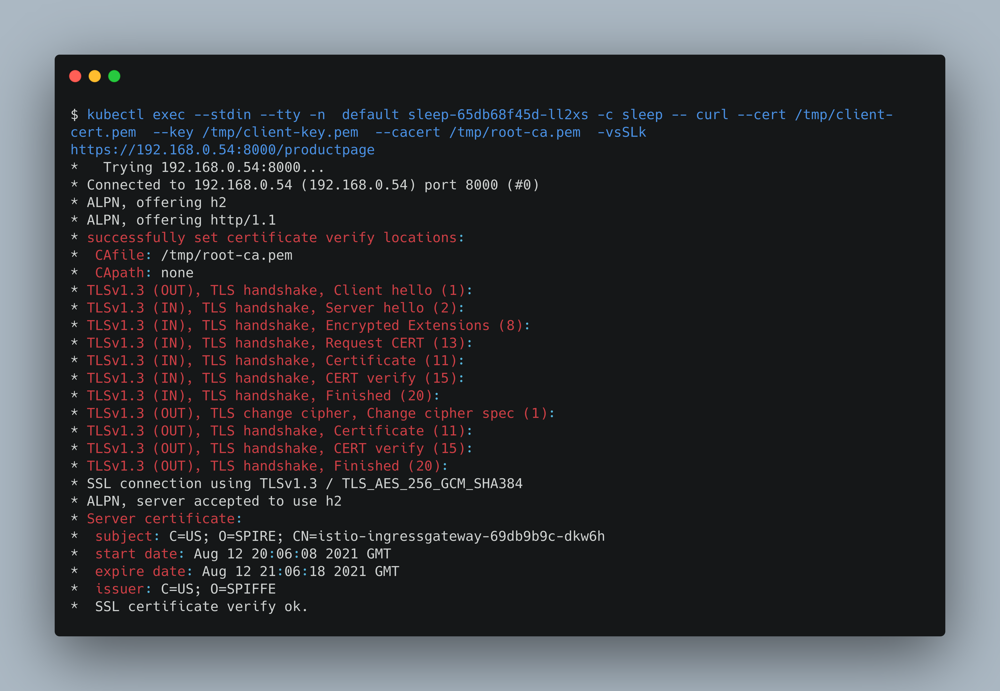 $ kubectl exec --stdin --tty -n  default sleep-65db68f45d-ll2xs -c sleep -- curl --cert /tmp/client-
cert.pem  --key /tmp/client-key.pem  --cacert /tmp/root-ca.pem  -vsSLk
https://192.168.0.54:8000/productpage
*   Trying 192.168.0.54:8000...
* Connected to 192.168.0.54 (192.168.0.54) port 8000 (#0)
* ALPN, offering h2
* ALPN, offering http/1.1
* successfully set certificate verify locations:
*  CAfile: /tmp/root-ca.pem
*  CApath: none
* TLSv1.3 (OUT), TLS handshake, Client hello (1):
* TLSv1.3 (IN), TLS handshake, Server hello (2):
* TLSv1.3 (IN), TLS handshake, Encrypted Extensions (8):
* TLSv1.3 (IN), TLS handshake, Request CERT (13):
* TLSv1.3 (IN), TLS handshake, Certificate (11):
* TLSv1.3 (IN), TLS handshake, CERT verify (15):
* TLSv1.3 (IN), TLS handshake, Finished (20):
* TLSv1.3 (OUT), TLS change cipher, Change cipher spec (1):
* TLSv1.3 (OUT), TLS handshake, Certificate (11):
* TLSv1.3 (OUT), TLS handshake, CERT verify (15):
* TLSv1.3 (OUT), TLS handshake, Finished (20):
* SSL connection using TLSv1.3 / TLS_AES_256_GCM_SHA384
* ALPN, server accepted to use h2
* Server certificate:
*  subject: C=US; O=SPIRE; CN=istio-ingressgateway-69db9b9c-dkw6h
*  start date: Aug 12 20:06:08 2021 GMT
*  expire date: Aug 12 21:06:18 2021 GMT
*  issuer: C=US; O=SPIFFE
*  SSL certificate verify ok.